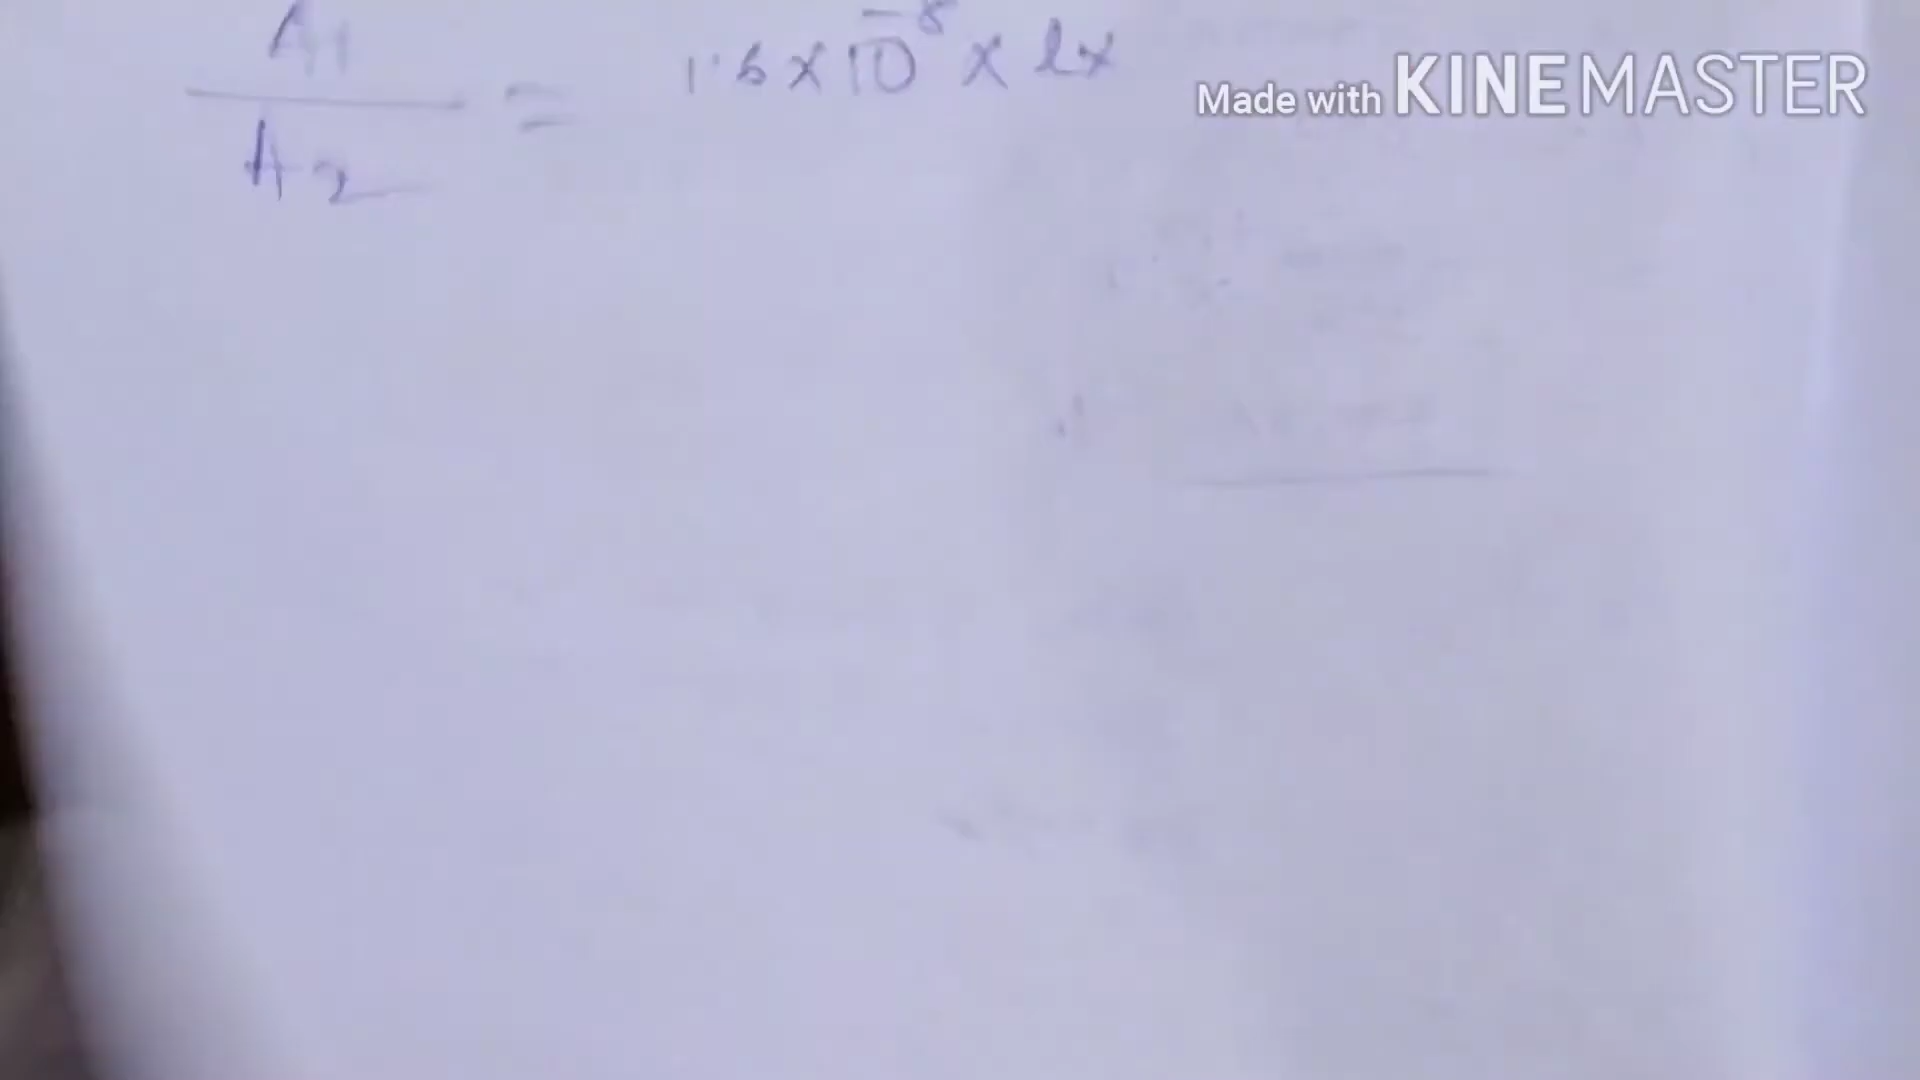 A1
1.6 × 10^-8 × l ×
=
A2
Made with KINEMASTER